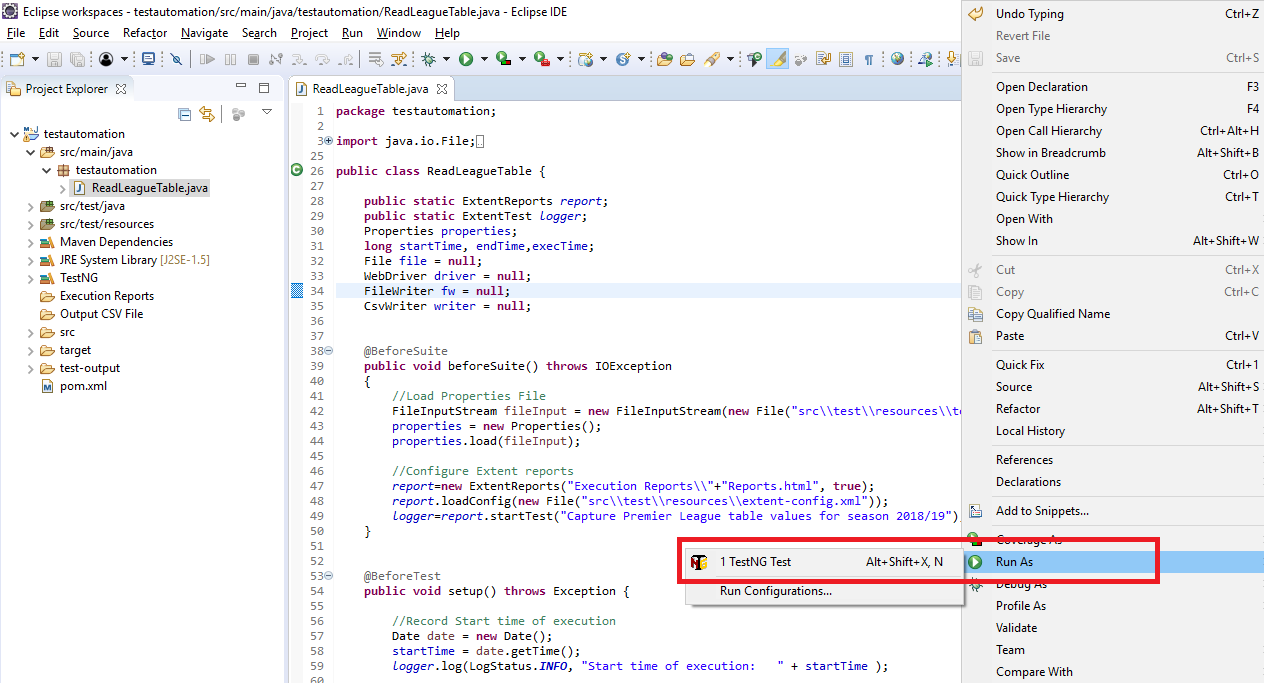 Eclipse workspaces - testautomation/src/main/java/testautomation/ReadLeagueTable.java - Eclipse IDE
File Edit Source Refactor Navigate Search Project Run Window Help
Project Explorer
testautomation
src/main/java
testautomation
ReadLeagueTable.java
src/test/java
src/test/resources
Maven Dependencies
JRE System Library [J2SE-1.5]
TestNG
Execution Reports
Output CSV File
src
target
test-output
pom.xml
ReadLeagueTable.java
1 package testautomation;
2
3 import java.io.File;
25
26 public class ReadLeagueTable {
27
28 public static ExtentReports report;
29 public static ExtentTest logger;
30 Properties properties;
31 long startTime, endTime,execTime;
32 File file = null;
33 WebDriver driver = null;
34 FileWriter fw = null;
35 CsvWriter writer = null;
36
37
38 @BeforeSuite
39 public void beforeSuite() throws IOException
40 {
41 //Load Properties File
42 FileInputStream fileInput = new FileInputStream(new File("src\\test\\resources\\te
43 properties = new Properties();
44 properties.load(fileInput);
45
46 //Configure Extent reports
47 report=new ExtentReports("Execution Reports\\"+"Reports.html", true);
48 report.loadConfig(new File("src\\test\\resources\\extent-config.xml"));
49 logger=report.startTest("Capture Premier League table values for season 2018/19")
50 }
51
52
53 @BeforeTest
54 public void setup() throws Exception {
55
56 //Record Start time of execution
57 Date date = new Date();
58 startTime = date.getTime();
59 logger.log(LogStatus.INFO, "Start time of execution:   " + startTime );
60
1 TestNG Test Alt+Shift+X, N
Run Configurations...
Undo Typing Ctrl+Z
Revert File
Save Ctrl+S
Open Declaration F3
Open Type Hierarchy F4
Open Call Hierarchy Ctrl+Alt+H
Show in Breadcrumb Alt+Shift+B
Quick Outline Ctrl+O
Quick Type Hierarchy Ctrl+T
Open With
Show In Alt+Shift+W
Cut Ctrl+X
Copy Ctrl+C
Copy Qualified Name
Paste Ctrl+V
Quick Fix Ctrl+1
Source Alt+Shift+S
Refactor Alt+Shift+T
Local History
References
Declarations
Add to Snippets...
Coverage As
Run As
Debug As
Profile As
Validate
Team
Compare With